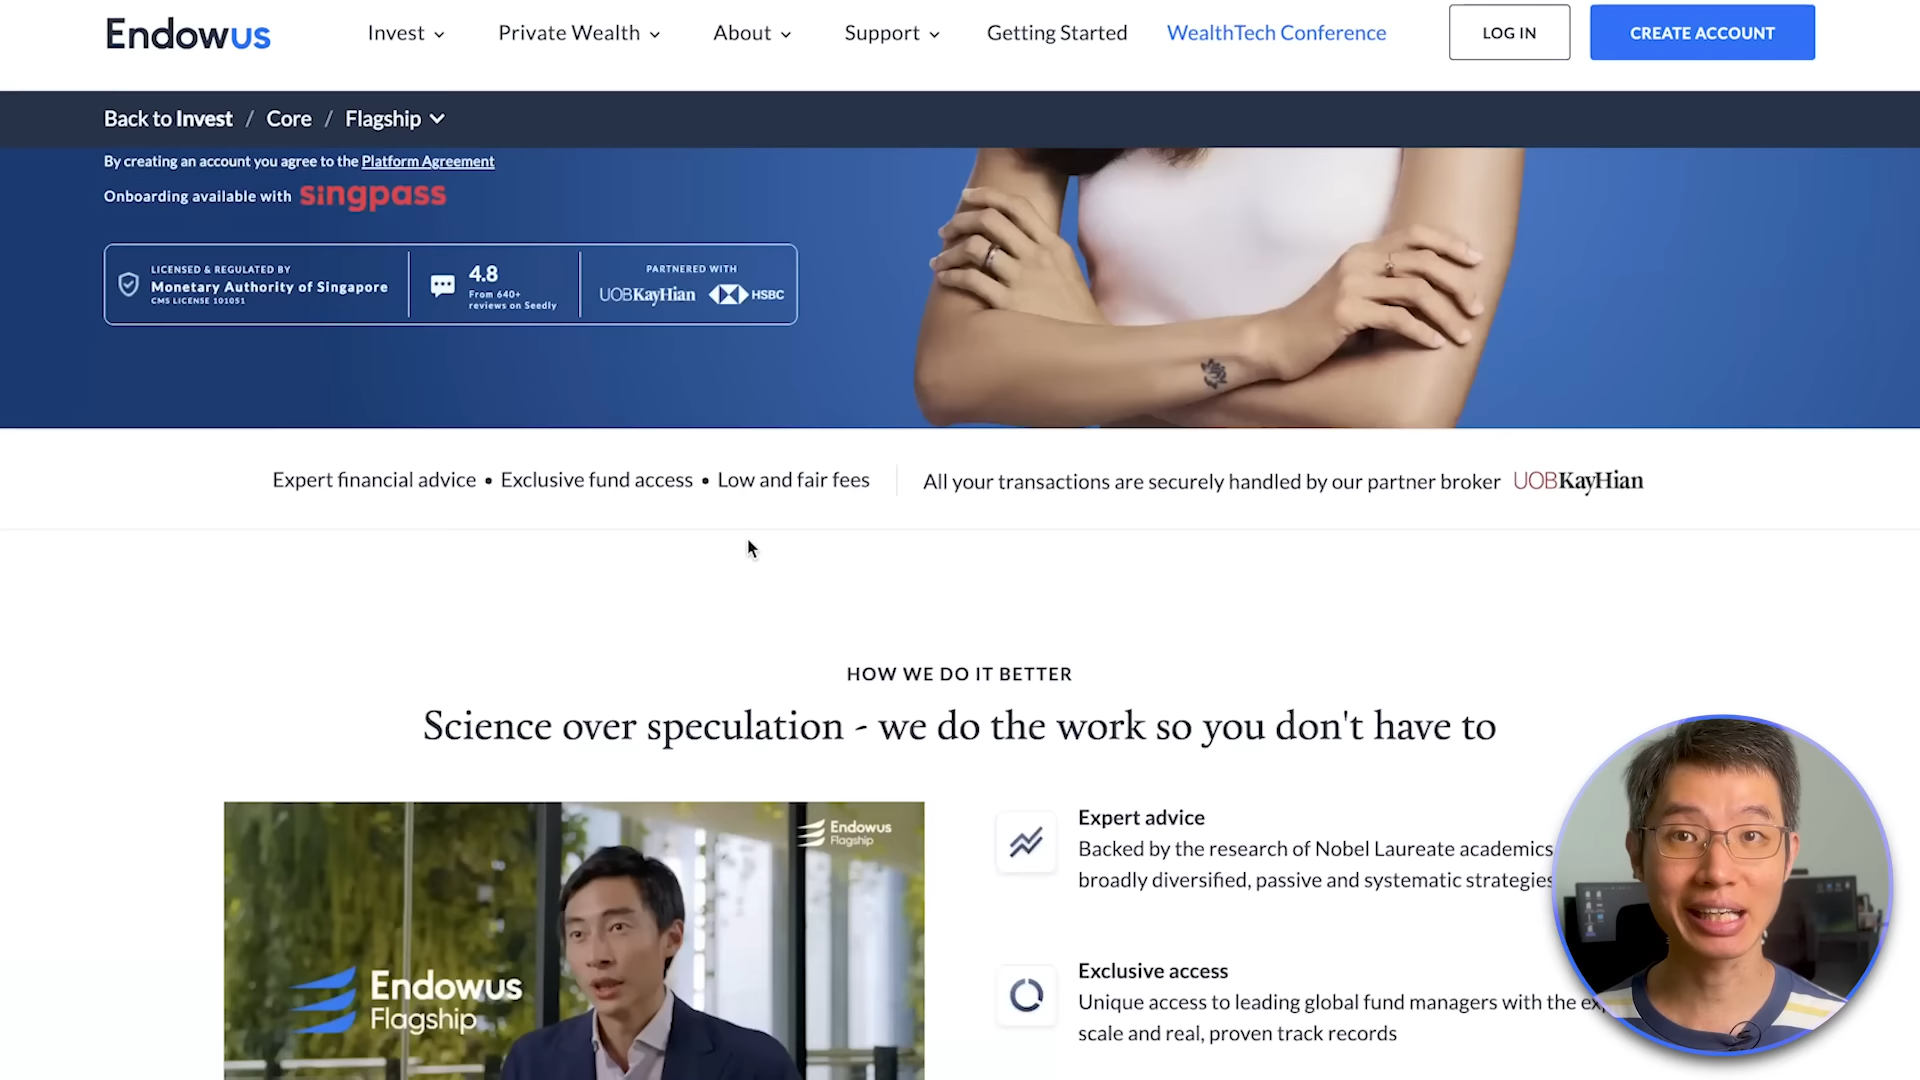 Endowus
Invest
Private Wealth
About
Support
Getting Started
WealthTech Conference
LOG IN
CREATE ACCOUNT
Back to Invest / Core / Flagship
By creating an account you agree to the Platform Agreement
Onboarding available with singpass
LICENSED & REGULATED BY
Monetary Authority of Singapore
CMS LICENSE 101051
4.8
From 640+
reviews on Seedly
PARTNERED WITH
UOBKayHian
HSBC
Expert financial advice • Exclusive fund access • Low and fair fees
All your transactions are securely handled by our partner broker UOBKayHian
HOW WE DO IT BETTER
Science over speculation - we do the work so you don't have to
Endowus
Flagship
Endowus
Flagship
Expert advice
Backed by the research of Nobel Laureate academics
broadly diversified, passive and systematic strategies
Exclusive access
Unique access to leading global fund managers with the
scale and real, proven track records